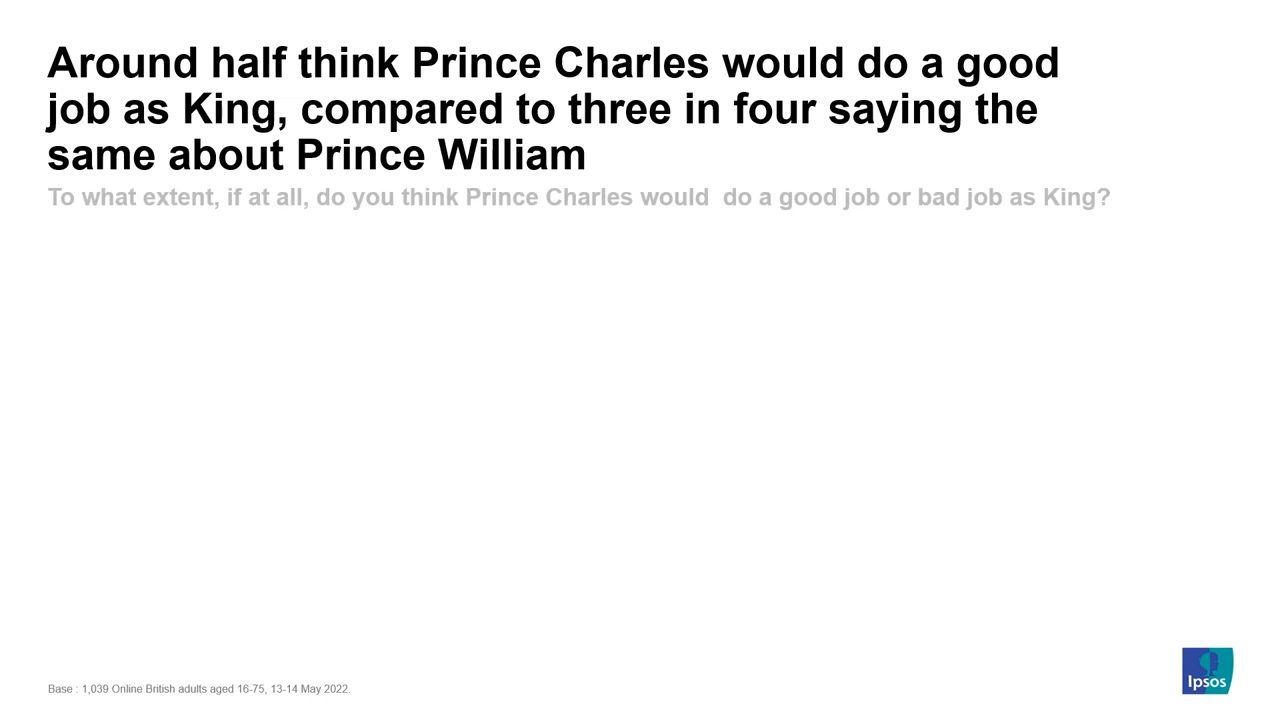 Around half think Prince Charles would do a good
job as King, compared to three in four saying the
same about Prince William
To what extent, if at all, do you think Prince Charles would  do a good job or bad job as King?
Base : 1,039 Online British adults aged 16-75, 13-14 May 2022.
Ipsos